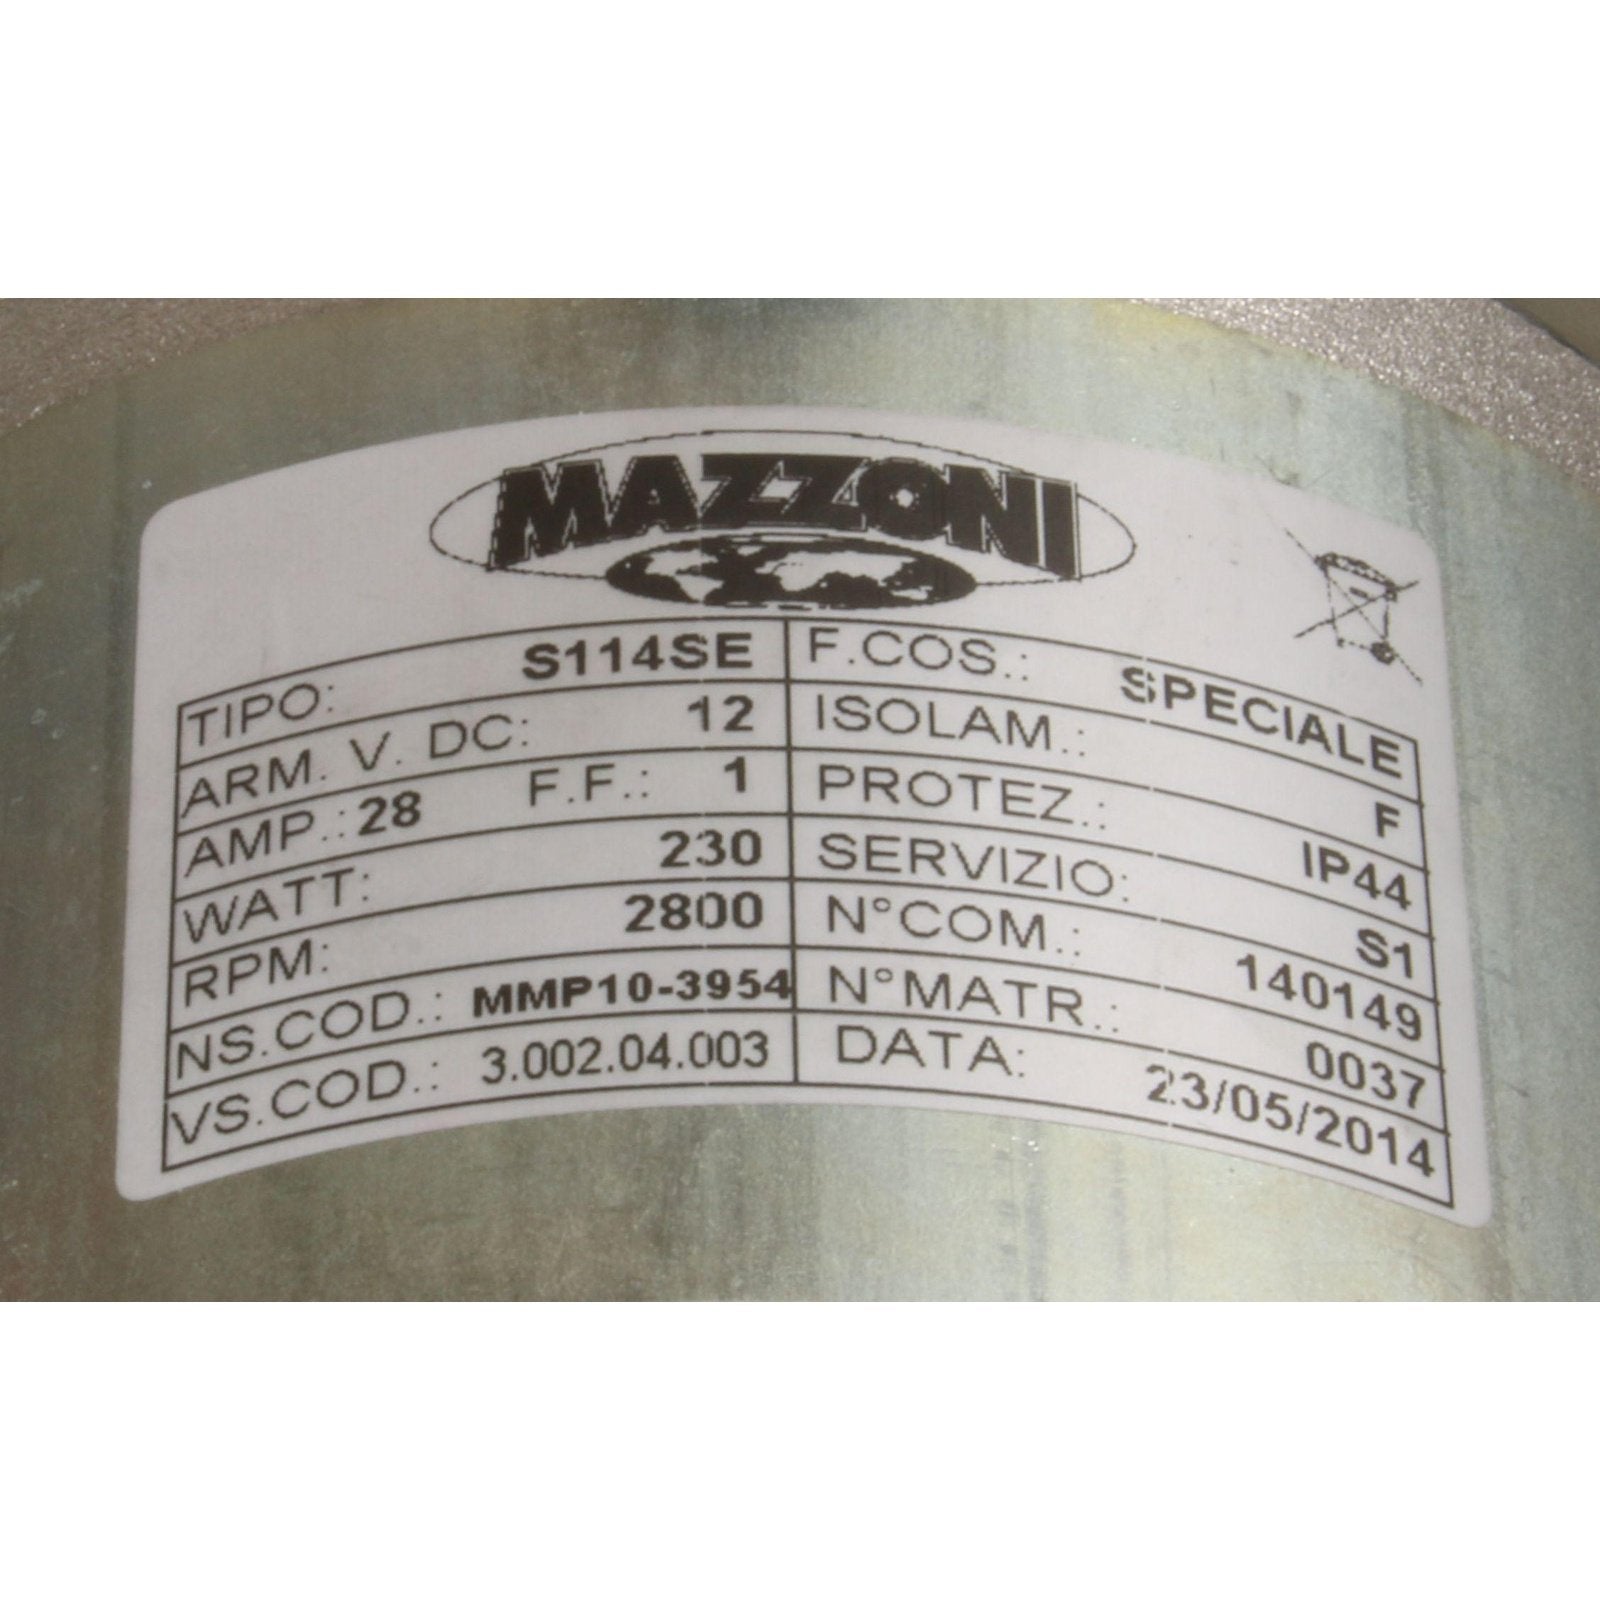 MAZZONI
TIPO: S114SE
ARM. V. DC: 12
AMP.: 28 F.F.: 1
WATT: 230
RPM: 2800
NS.COD.: MMP10-3954
VS.COD.: 3.002.04.003
F.COS.: SPECIALE
ISOLAM.: F
PROTEZ.: IP44
SERVIZIO: S1
N°COM.: 140149
N°MATR.: 0037
DATA: 23/05/2014